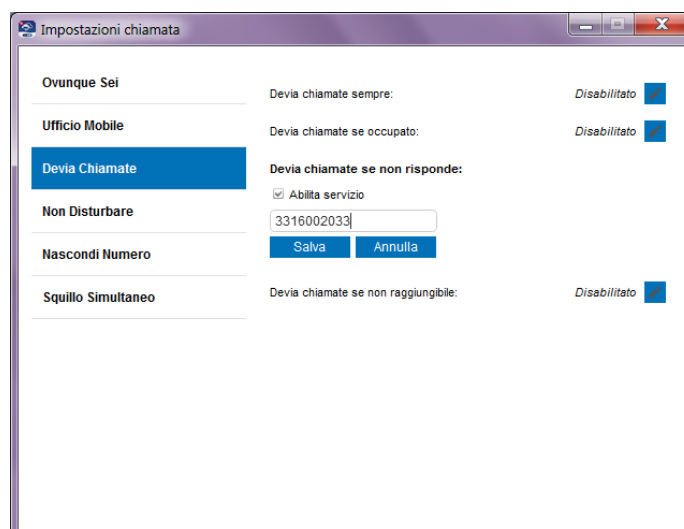 Impostazioni chiamata
Ovunque Sei
Ufficio Mobile
Devia Chiamate
Non Disturbare
Nascondi Numero
Squillo Simultaneo
Devia chiamate sempre: Disabilitato
Devia chiamate se occupato: Disabilitato
Devia chiamate se non risponde:
Abilita servizio
3316002033
Salva Annulla
Devia chiamate se non raggiungibile: Disabilitato